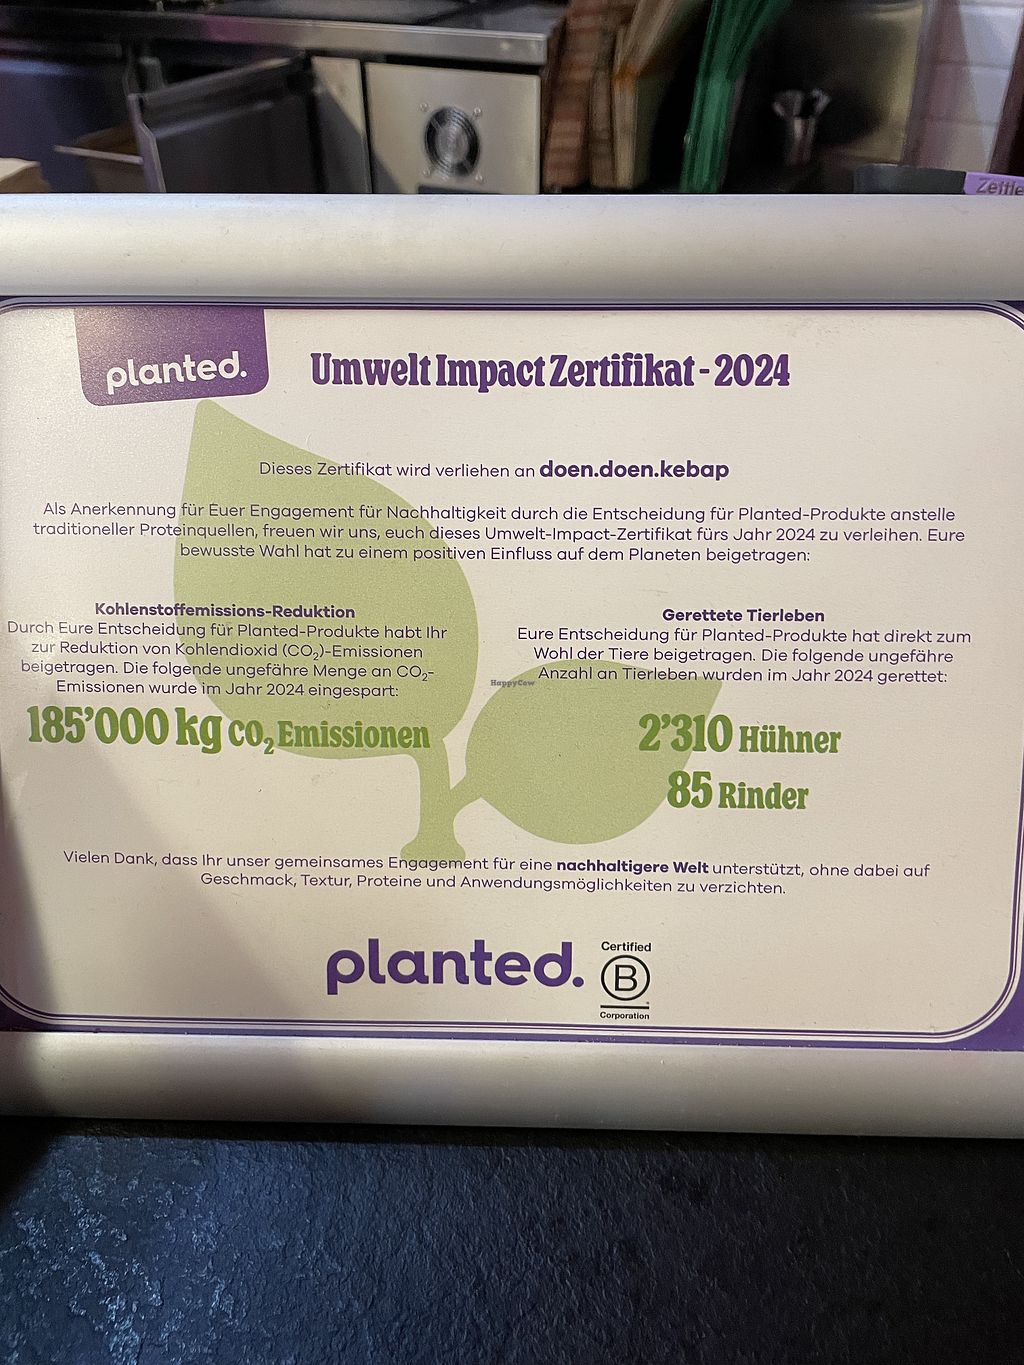 Zettle
planted.
Umwelt Impact Zertifikat - 2024
Dieses Zertifikat wird verliehen an doen.doen.kebap
Als Anerkennung für Euer Engagement für Nachhaltigkeit durch die Entscheidung für Planted-Produkte anstelle
traditioneller Proteinquellen, freuen wir uns, euch dieses Umwelt-Impact-Zertifikat fürs Jahr 2024 zu verleihen. Eure
bewusste Wahl hat zu einem positiven Einfluss auf dem Planeten beigetragen:
Kohlenstoffemissions-Reduktion
Durch Eure Entscheidung für Planted-Produkte habt Ihr
zur Reduktion von Kohlendioxid (CO₂)-Emissionen
beigetragen. Die folgende ungefähre Menge an CO₂-
Emissionen wurde im Jahr 2024 eingespart:
185’000 kg CO₂ Emissionen
Gerettete Tierleben
Eure Entscheidung für Planted-Produkte hat direkt zum
Wohl der Tiere beigetragen. Die folgende ungefähre
Anzahl an Tierleben wurden im Jahr 2024 gerettet:
HappyCow
2’310 Hühner
85 Rinder
Vielen Dank, dass Ihr unser gemeinsames Engagement für eine nachhaltigere Welt unterstützt, ohne dabei auf
Geschmack, Textur, Proteine und Anwendungsmöglichkeiten zu verzichten.
planted.
Certified
B
Corporation